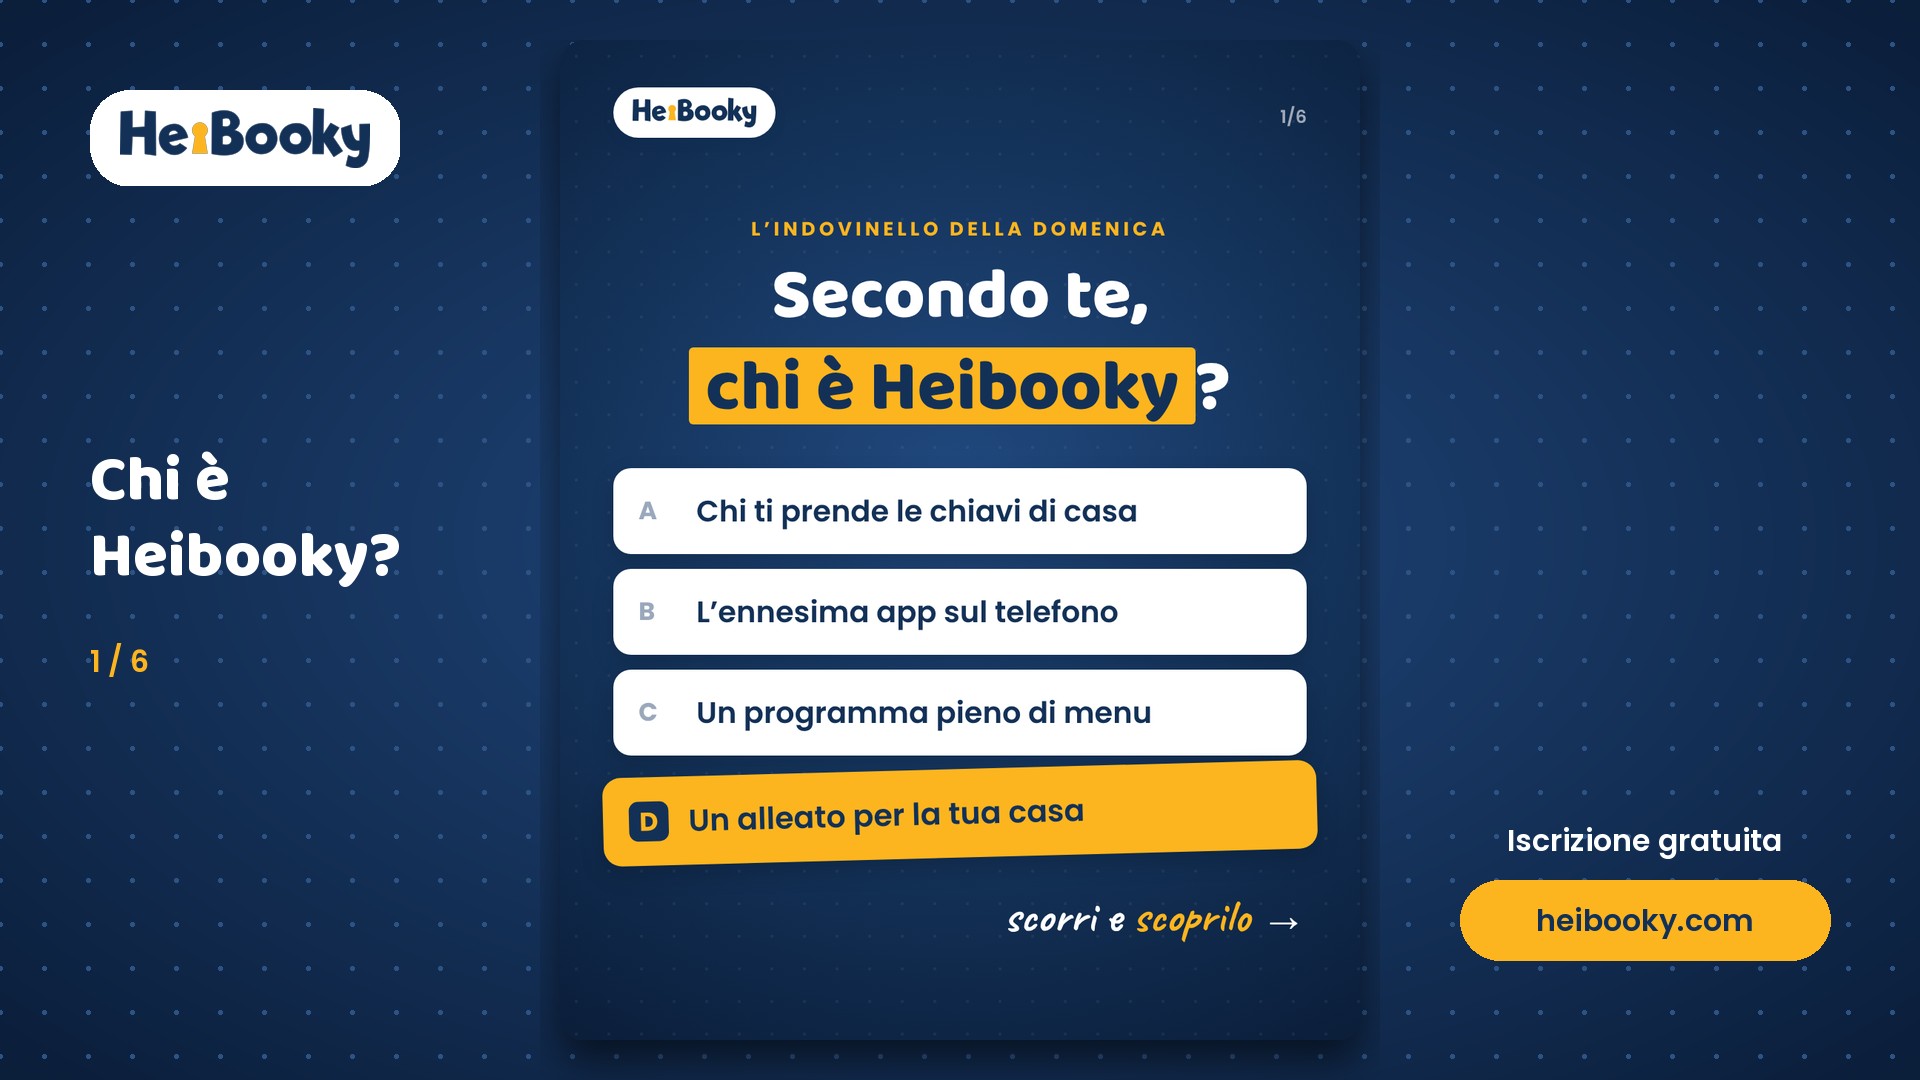 HeiBooky
Chi è
Heibooky?
1 / 6
HeiBooky
1/6
L’INDOVINELLO DELLA DOMENICA
Secondo te,
chi è Heibooky ?
A Chi ti prende le chiavi di casa
B L’ennesima app sul telefono
C Un programma pieno di menu
D Un alleato per la tua casa
scorri e scoprilo →
Iscrizione gratuita
heibooky.com